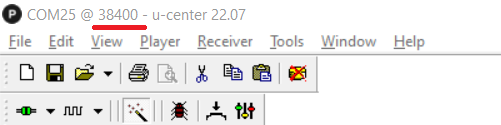 COM25 @ 38400 - u-center 22.07
File Edit View Player Receiver Tools Window Help